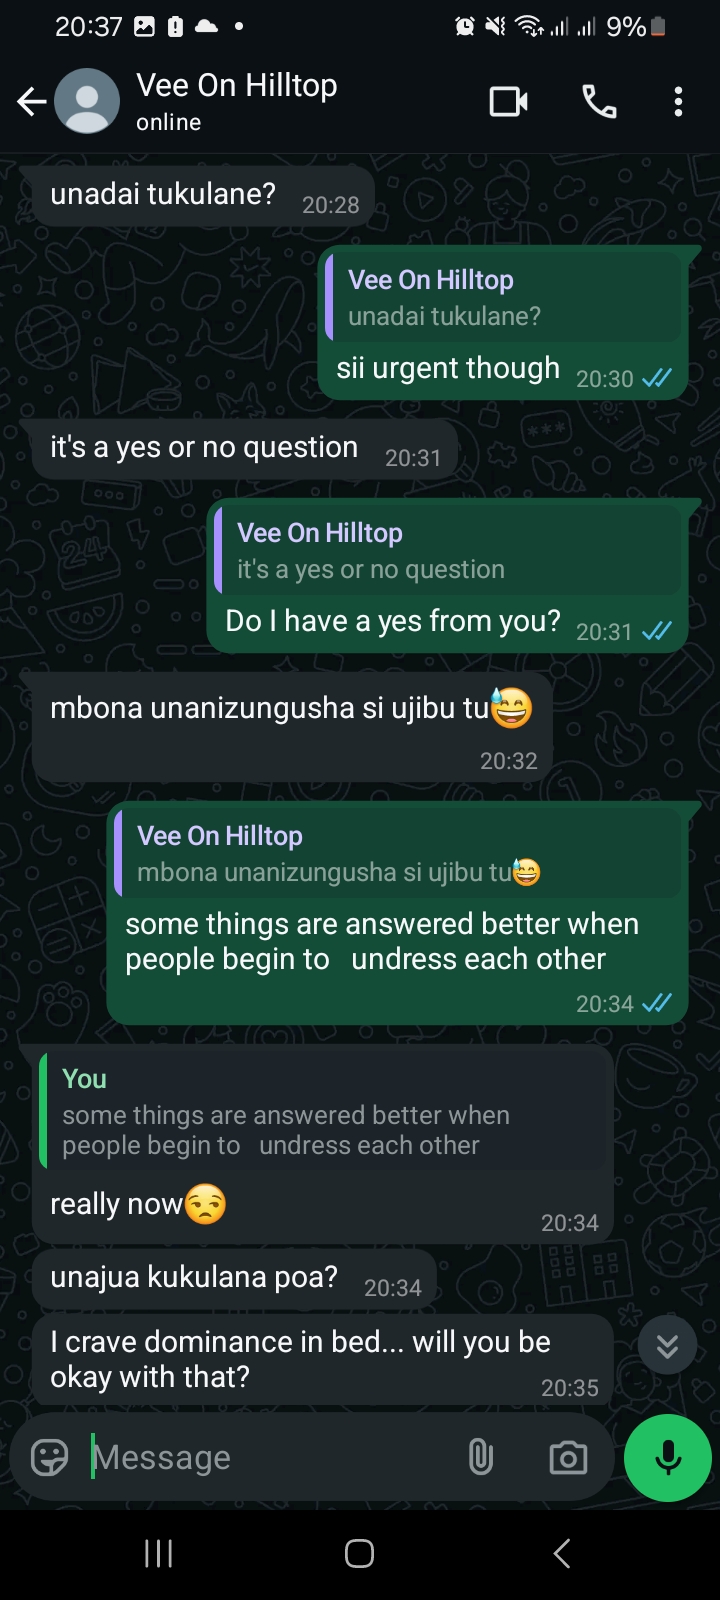 20:37
9%
Vee On Hilltop
online
unadai tukulane?
20:28
Vee On Hilltop
unadai tukulane?
sii urgent though
20:30
it's a yes or no question
20:31
Vee On Hilltop
it's a yes or no question
Do I have a yes from you?
20:31
mbona unanizungusha si ujibu tu😅
20:32
Vee On Hilltop
mbona unanizungusha si ujibu tu😅
some things are answered better when
people begin to   undress each other
20:34
You
some things are answered better when
people begin to   undress each other
really now😒
20:34
unajua kukulana poa?
20:34
I crave dominance in bed... will you be
okay with that?
20:35
Message